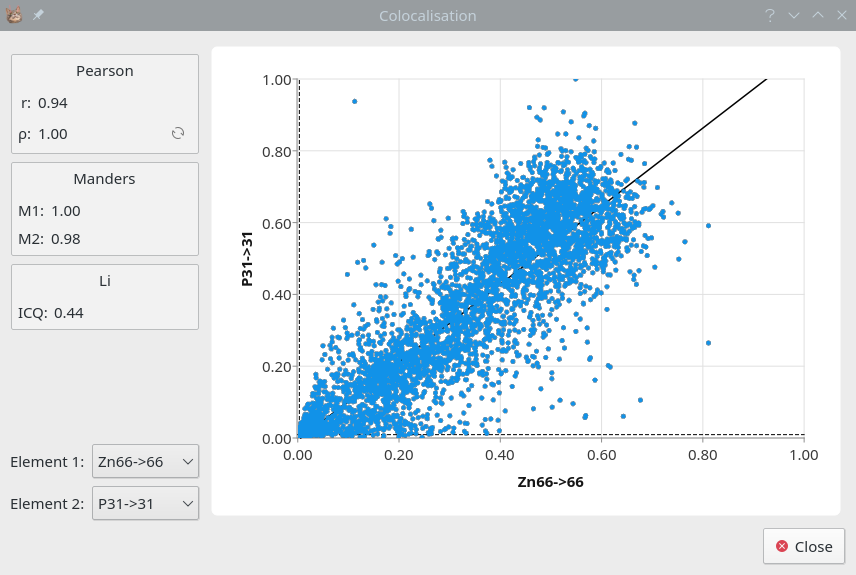 Colocalisation
Pearson
r: 0.94
ρ: 1.00
Manders
M1: 1.00
M2: 0.98
Li
ICQ: 0.44
Element 1: Zn66->66
Element 2: P31->31
1.00
0.80
0.60
0.40
0.20
0.00
P31->31
0.00 0.20 0.40 0.60 0.80 1.00
Zn66->66
Close